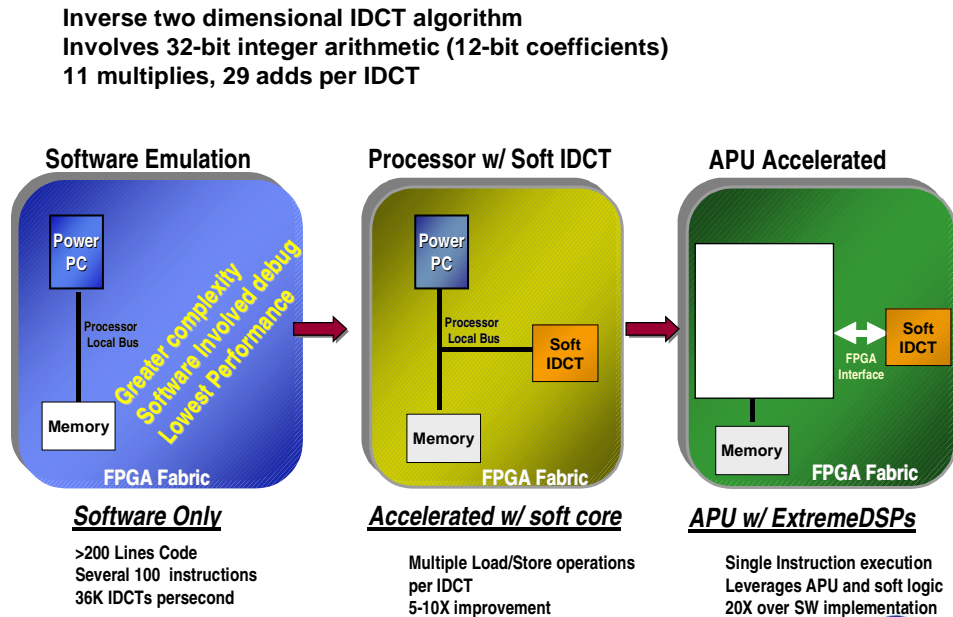 Inverse two dimensional IDCT algorithm
Involves 32-bit integer arithmetic (12-bit coefficients)
11 multiplies, 29 adds per IDCT
Software Emulation
Power
PC
Processor
Local Bus
Memory
Greater complexity
Software Involved debug
Lowest Performance
FPGA Fabric
Software Only
>200 Lines Code
Several 100 instructions
36K IDCTs persecond
Processor w/ Soft IDCT
Power
PC
Processor
Local Bus
Soft
IDCT
Memory
FPGA Fabric
Accelerated w/ soft core
Multiple Load/Store operations
per IDCT
5-10X improvement
APU Accelerated
FPGA
Interface
Soft
IDCT
Memory
FPGA Fabric
APU w/ ExtremeDSPs
Single Instruction execution
Leverages APU and soft logic
20X over SW implementation